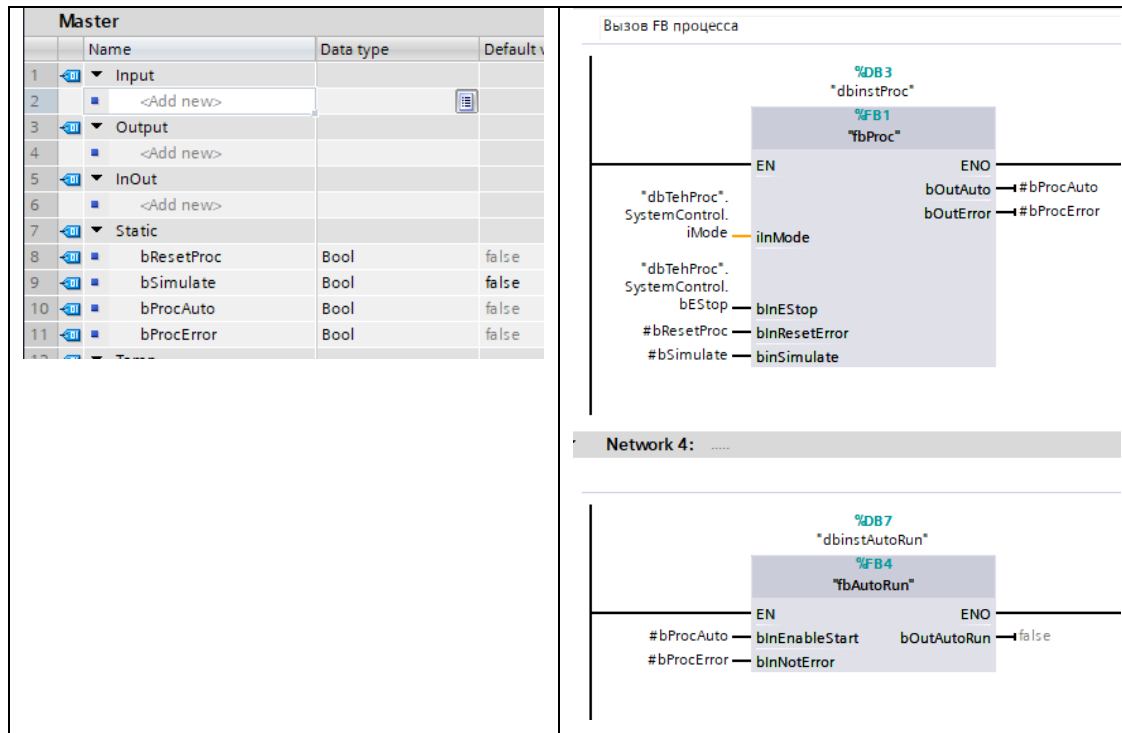 Master
Name Data type Default v
1 Input
2 <Add new>
3 Output
4 <Add new>
5 InOut
6 <Add new>
7 Static
8 bResetProc Bool false
9 bSimulate Bool false
10 bProcAuto Bool false
11 bProcError Bool false
Вызов FB процесса
%DB3
"dbinstProc"
%FB1
"fbProc"
EN ENO
bOutAuto #bProcAuto
bOutError #bProcError
"dbTehProc".
SystemControl.
iMode iInMode
"dbTehProc".
SystemControl.
bEStop bInEStop
#bResetProc bInResetError
#bSimulate binSimulate
Network 4: .....
%DB7
"dbinstAutoRun"
%FB4
"fbAutoRun"
EN ENO
#bProcAuto bInEnableStart bOutAutoRun false
#bProcError bInNotError